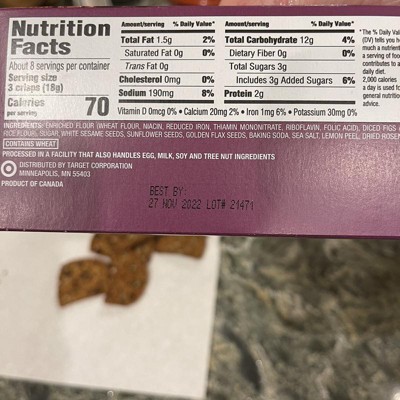 Nutrition
Facts
About 8 servings per container
Serving size
3 crisps (18g)
Calories
per serving
70
Amount/serving % Daily Value*
Total Fat 1.5g 2%
Saturated Fat 0g 0%
Trans Fat 0g
Cholesterol 0mg 0%
Sodium 190mg 8%
Amount/serving % Daily Value*
Total Carbohydrate 12g 4%
Dietary Fiber 0g 0%
Total Sugars 3g
Includes 3g Added Sugars 6%
Protein 2g
Vitamin D 0mcg 0% • Calcium 20mg 2% • Iron 1mg 6% • Potassium 30mg 0%
*The % Daily Val
(DV) tells you h
much a nutrient
a serving of foo
contributes to a
daily diet.
2,000 calories
a day is used fo
general nutritio
advice.
INGREDIENTS: ENRICHED FLOUR (WHEAT FLOUR, NIACIN, REDUCED IRON, THIAMIN MONONITRATE, RIBOFLAVIN, FOLIC ACID), DICED FIGS
RICE FLOUR, SUGAR, WHITE SESAME SEEDS, SUNFLOWER SEEDS, GOLDEN FLAX SEEDS, BAKING SODA, SEA SALT, LEMON PEEL, DRIED ROSEM
CONTAINS WHEAT
PROCESSED IN A FACILITY THAT ALSO HANDLES EGG, MILK, SOY AND TREE NUT INGREDIENTS
DISTRIBUTED BY TARGET CORPORATION
MINNEAPOLIS, MN 55403
PRODUCT OF CANADA
BEST BY:
27 NOV 2022 LOT# 21471